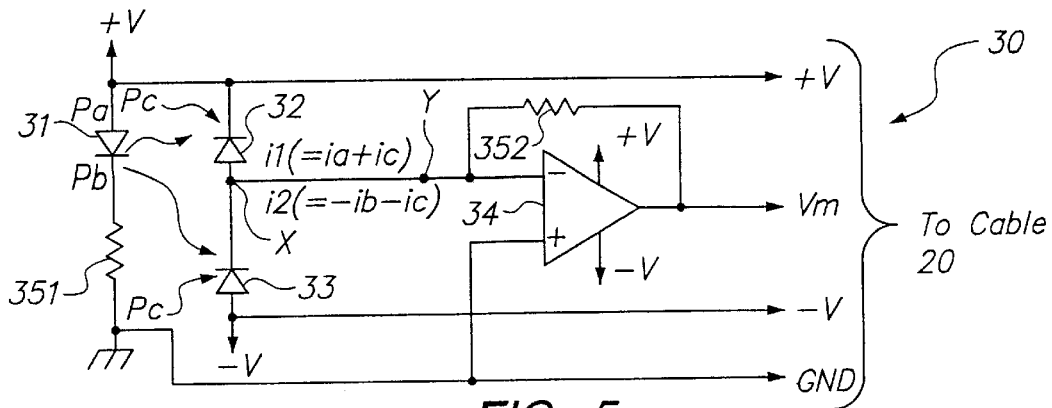 +V
30
+V
Pa
Pc
32
31
Y
352
+V
i1(=ia+ic)
Pb
i2(=-ib-ic)
34
−
+
X
Vm
To Cable
20
351
Pc
33
-V
-V
-V
GND